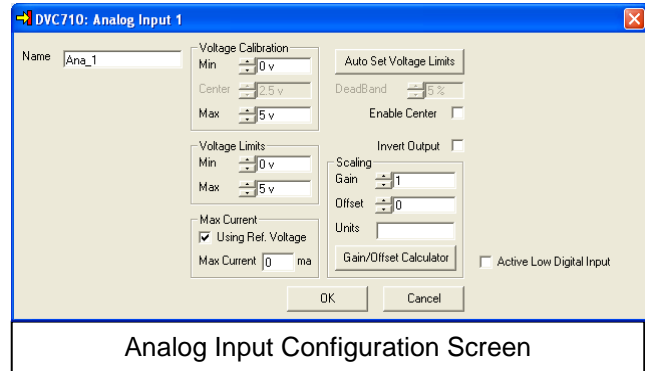 DVC710: Analog Input 1
Name Ana_1
Voltage Calibration
Min 0 v
Center 2.5 v
Max 5 v
Auto Set Voltage Limits
DeadBand 5 %
Enable Center
Invert Output
Voltage Limits
Min 0 v
Max 5 v
Scaling
Gain 1
Offset 0
Units
Gain/Offset Calculator
Max Current
Using Ref. Voltage
Max Current 0 ma
Active Low Digital Input
OK Cancel
Analog Input Configuration Screen